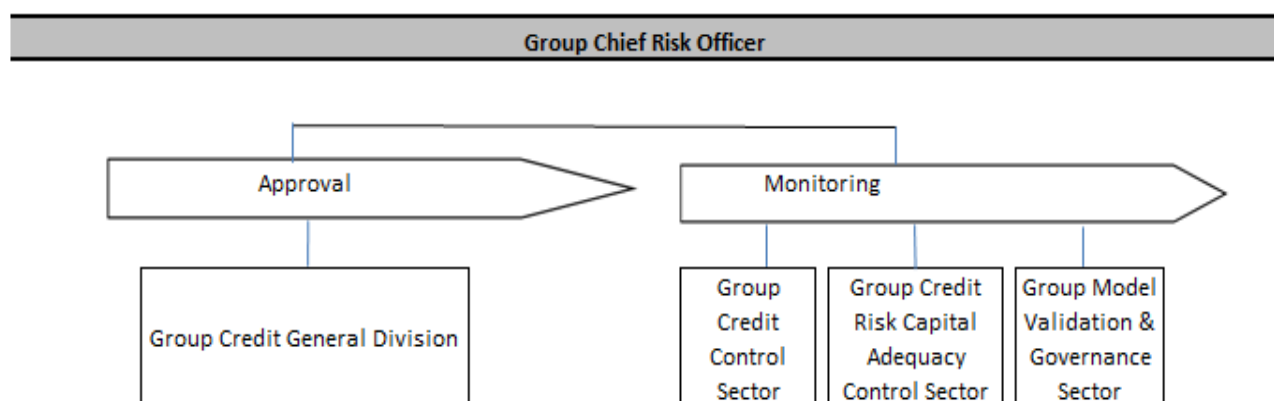 Group Chief Risk Officer
Approval
Monitoring
Group Credit General Division
Group
Credit
Control
Sector
Group Credit
Risk Capital
Adequacy
Control Sector
Group Model
Validation &
Governance
Sector